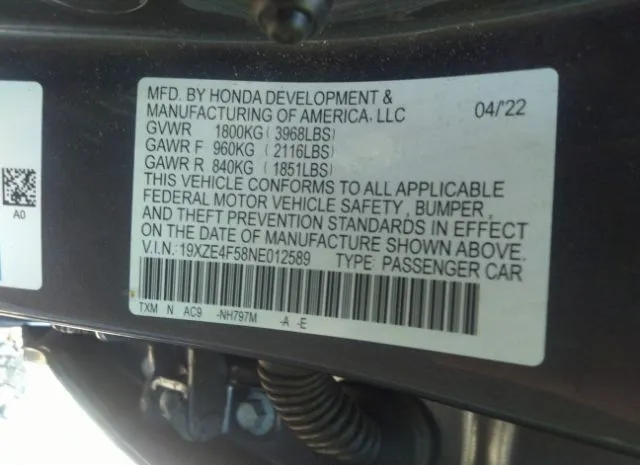 MFD. BY HONDA DEVELOPMENT &
MANUFACTURING OF AMERICA, LLC 04/'22
GVWR 1800KG ( 3968LBS)
GAWR F 960KG ( 2116LBS)
GAWR R 840KG ( 1851LBS)
THIS VEHICLE CONFORMS TO ALL APPLICABLE
FEDERAL MOTOR VEHICLE SAFETY , BUMPER ,
AND THEFT PREVENTION STANDARDS IN EFFECT
ON THE DATE OF MANUFACTURE SHOWN ABOVE.
V.I.N.: 19XZE4F58NE012589 TYPE: PASSENGER CAR
TXM N AC9 -NH797M -A -E
A0